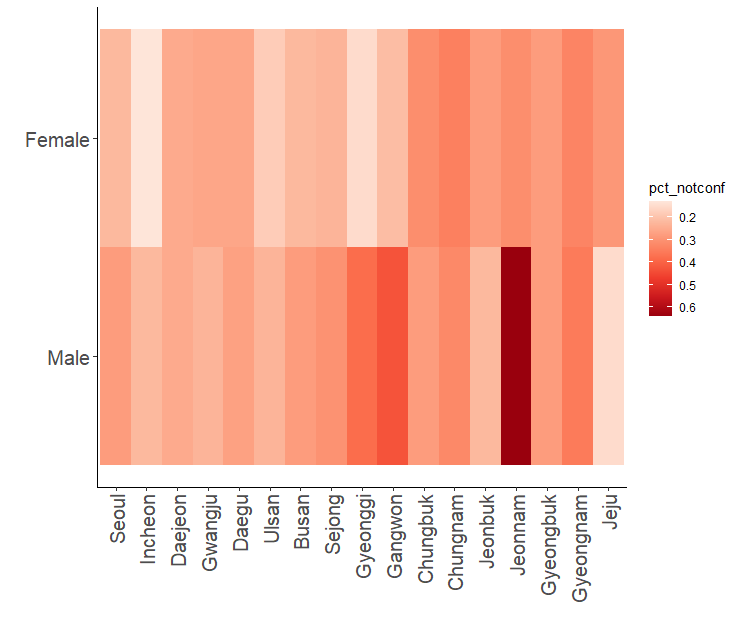 Female
Male
pct_notconf
0.2
0.3
0.4
0.5
0.6
Seoul
Incheon
Daejeon
Gwangju
Daegu
Ulsan
Busan
Sejong
Gyeonggi
Gangwon
Chungbuk
Chungnam
Jeonbuk
Jeonnam
Gyeongbuk
Gyeongnam
Jeju